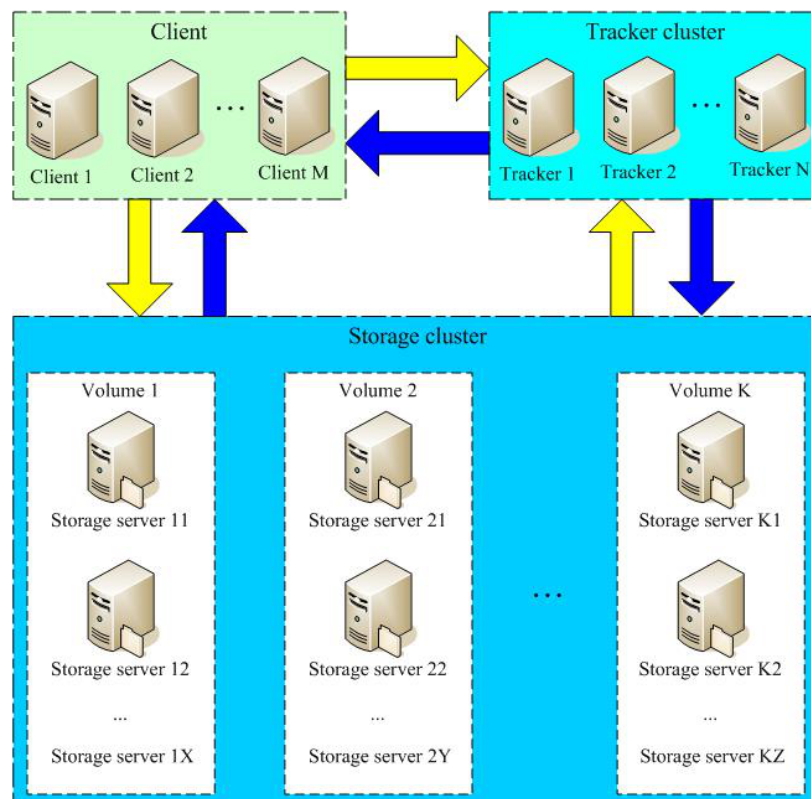 Client
Tracker cluster
...
...
Client 1
Client 2
Client M
Tracker 1
Tracker 2
Tracker N
Storage cluster
Volume 1
Volume 2
Volume K
Storage server 11
Storage server 21
Storage server K1
...
Storage server 12
Storage server 22
Storage server K2
...
...
...
Storage server 1X
Storage server 2Y
Storage server KZ